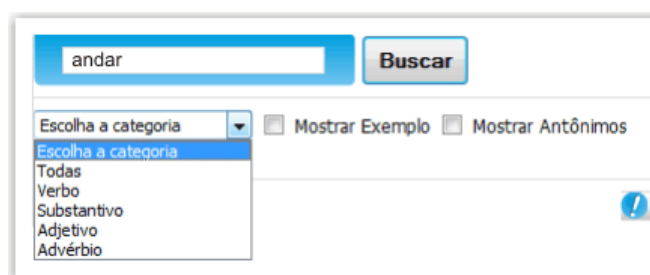 andar Buscar
Escolha a categoria Mostrar Exemplo Mostrar Antônimos
Escolha a categoria
Todas
Verbo
Substantivo
Adjetivo
Advérbio